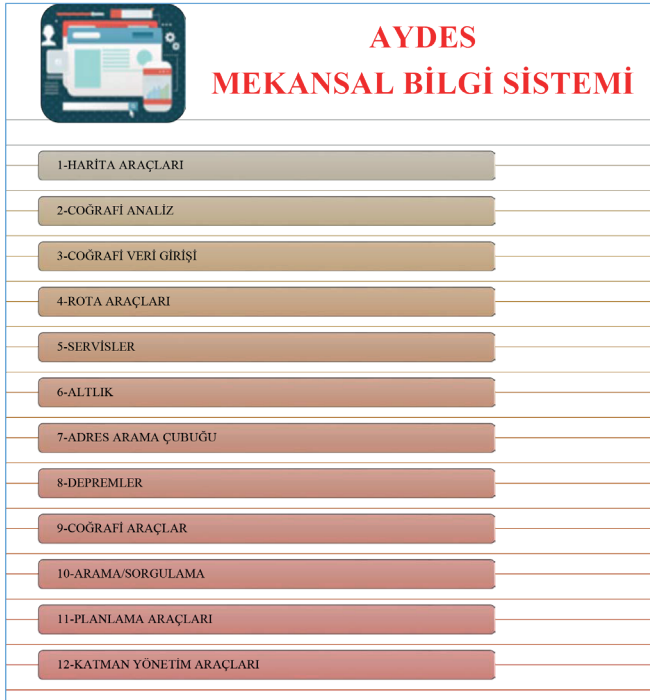 AYDES
MEKANSAL BİLGİ SİSTEMİ
1-HARİTA ARAÇLARI
2-COĞRAFİ ANALİZ
3-COĞRAFİ VERİ GİRİŞİ
4-ROTA ARAÇLARI
5-SERVİSLER
6-ALTLIK
7-ADRES ARAMA ÇUBUĞU
8-DEPREMLER
9-COĞRAFİ ARAÇLAR
10-ARAMA/SORGULAMA
11-PLANLAMA ARAÇLARI
12-KATMAN YÖNETİM ARAÇLARI